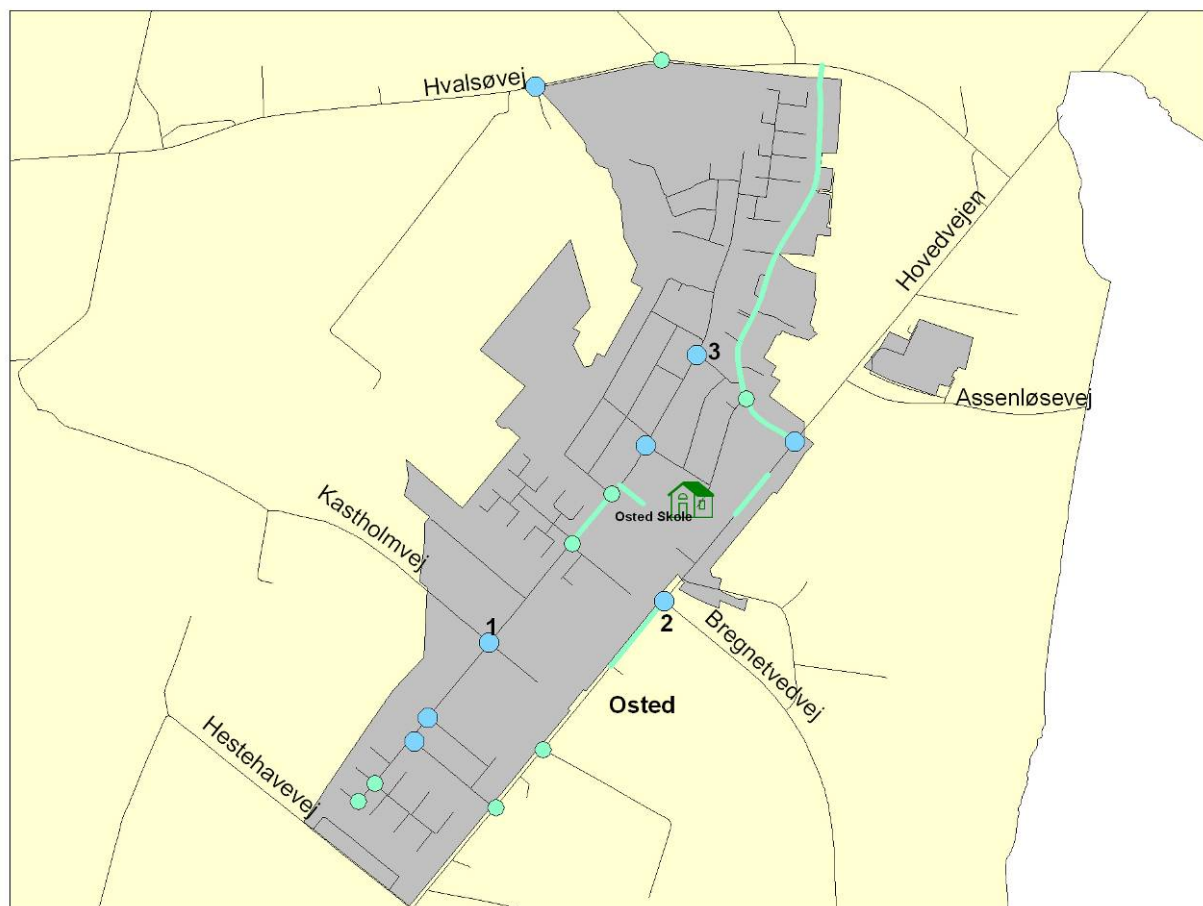 Hvalsøvej
Hovedvejen
3
Assenløsevej
Osted Skole
Kastholmvej
1
2
Bregnetvedvej
Osted
Hestehavevej